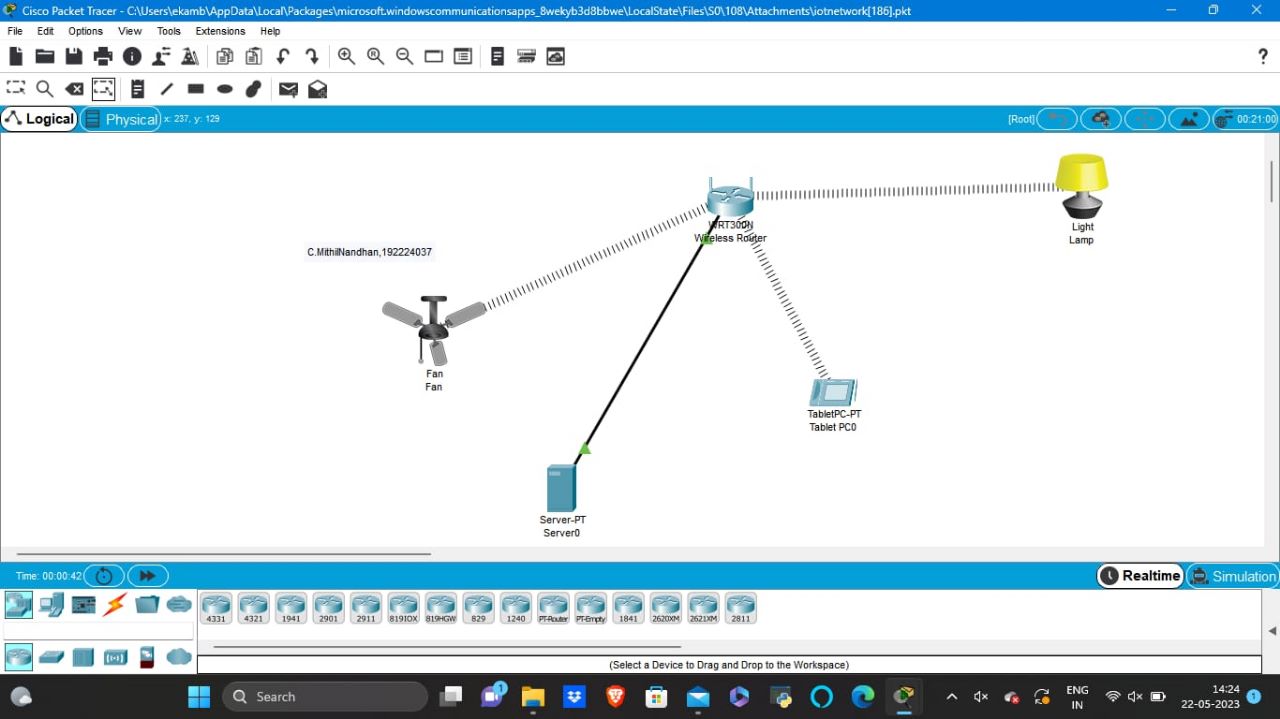 Cisco Packet Tracer - C:\Users\ekamb\AppData\Local\Packages\microsoft.windowscommunicationsapps_8wekyb3d8bbwe\LocalState\Files\S0\108\Attachments\iotnetwork[186].pkt
File Edit Options View Tools Extensions Help
Logical Physical x: 237, y: 129 [Root] 00:21:00
WRT300N
Wireless Router
Light
Lamp
C.MithilNandhan,192224037
Fan
Fan
TabletPC-PT
Tablet PC0
Server-PT
Server0
Time: 00:00:42 Realtime Simulation
4331 4321 1941 2901 2911 819IOX 819HGW 829 1240 PT-Router PT-Empty 1841 2620XM 2621XM 2811
(Select a Device to Drag and Drop to the Workspace)
Search
1
ENG
IN
14:24
22-05-2023
1